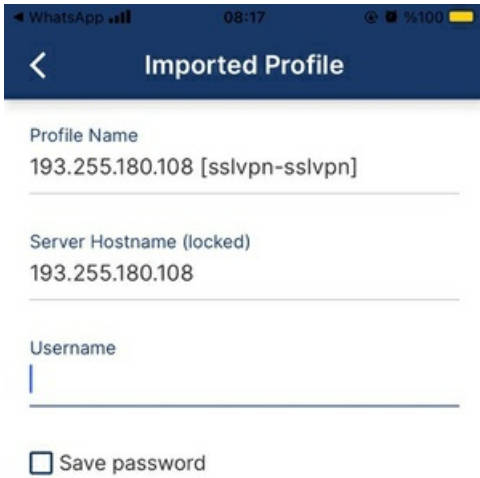 WhatsApp 08:17 %100
Imported Profile
Profile Name
193.255.180.108 [sslvpn-sslvpn]
Server Hostname (locked)
193.255.180.108
Username
Save password